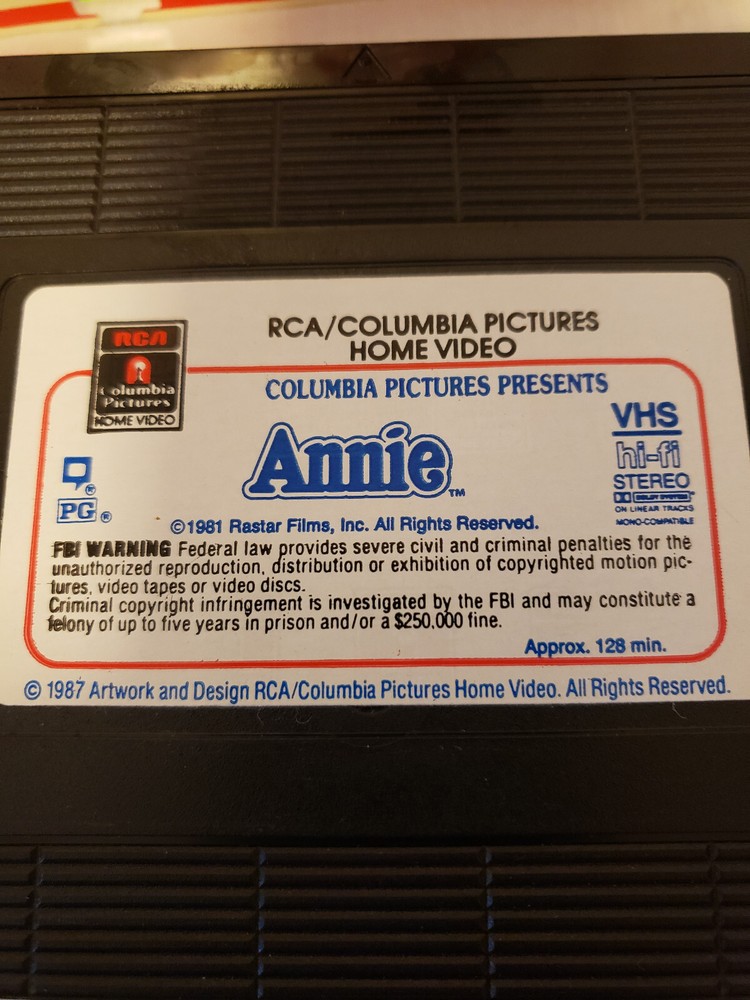 RCA/COLUMBIA PICTURES
HOME VIDEO
RCA
Columbia
Pictures
HOME VIDEO
COLUMBIA PICTURES PRESENTS
Annie™
VHS
hi-fi
STEREO
DOLBY SYSTEM
ON LINEAR TRACKS
MONO-COMPATIBLE
®
PG ®
©1981 Rastar Films, Inc. All Rights Reserved.
FBI WARNING Federal law provides severe civil and criminal penalties for the
unauthorized reproduction, distribution or exhibition of copyrighted motion pic-
tures, video tapes or video discs.
Criminal copyright infringement is investigated by the FBI and may constitute a
felony of up to five years in prison and/or a $250,000 fine.
Approx. 128 min.
© 1987 Artwork and Design RCA/Columbia Pictures Home Video. All Rights Reserved.